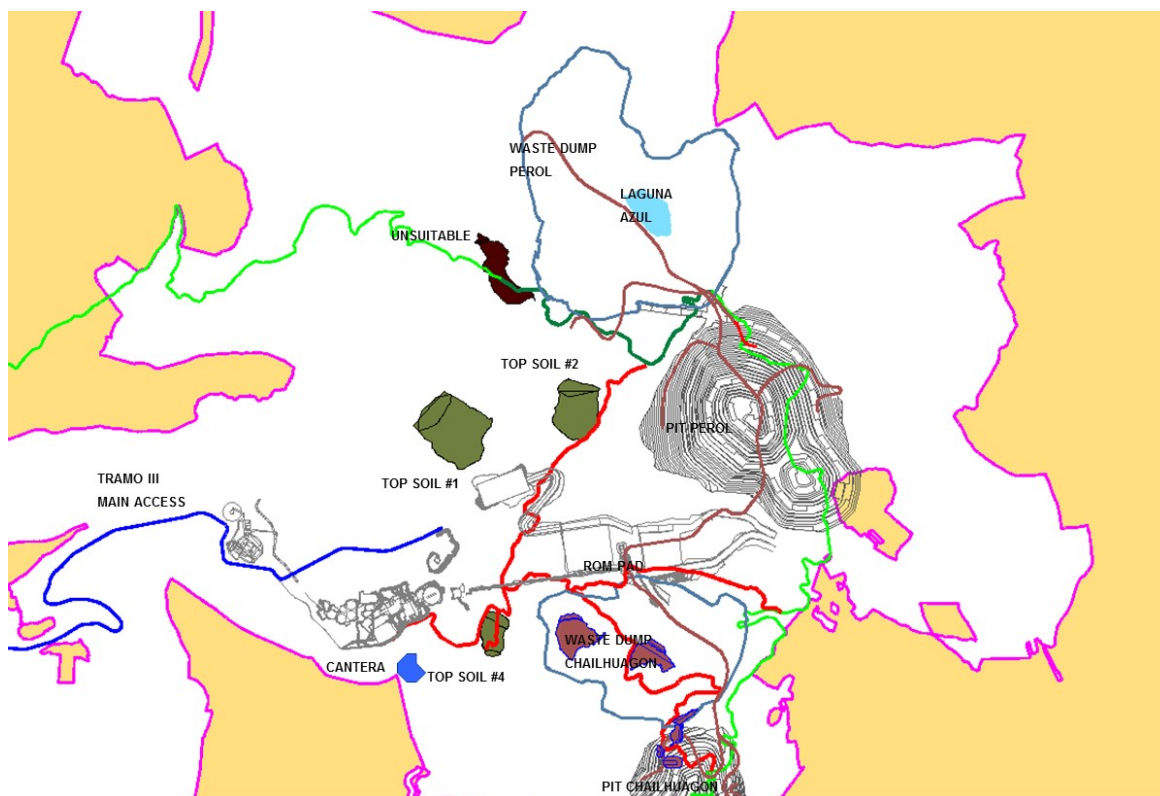 WASTE DUMP
PEROL
LAGUNA
AZUL
UNSUITABLE
TOP SOIL #2
PIT PEROL
TOP SOIL #1
TRAMO III
MAIN ACCESS
ROM PAD
WASTE DUMP
CHAILHUAGON
CANTERA
TOP SOIL #4
PIT CHAILHUAGON